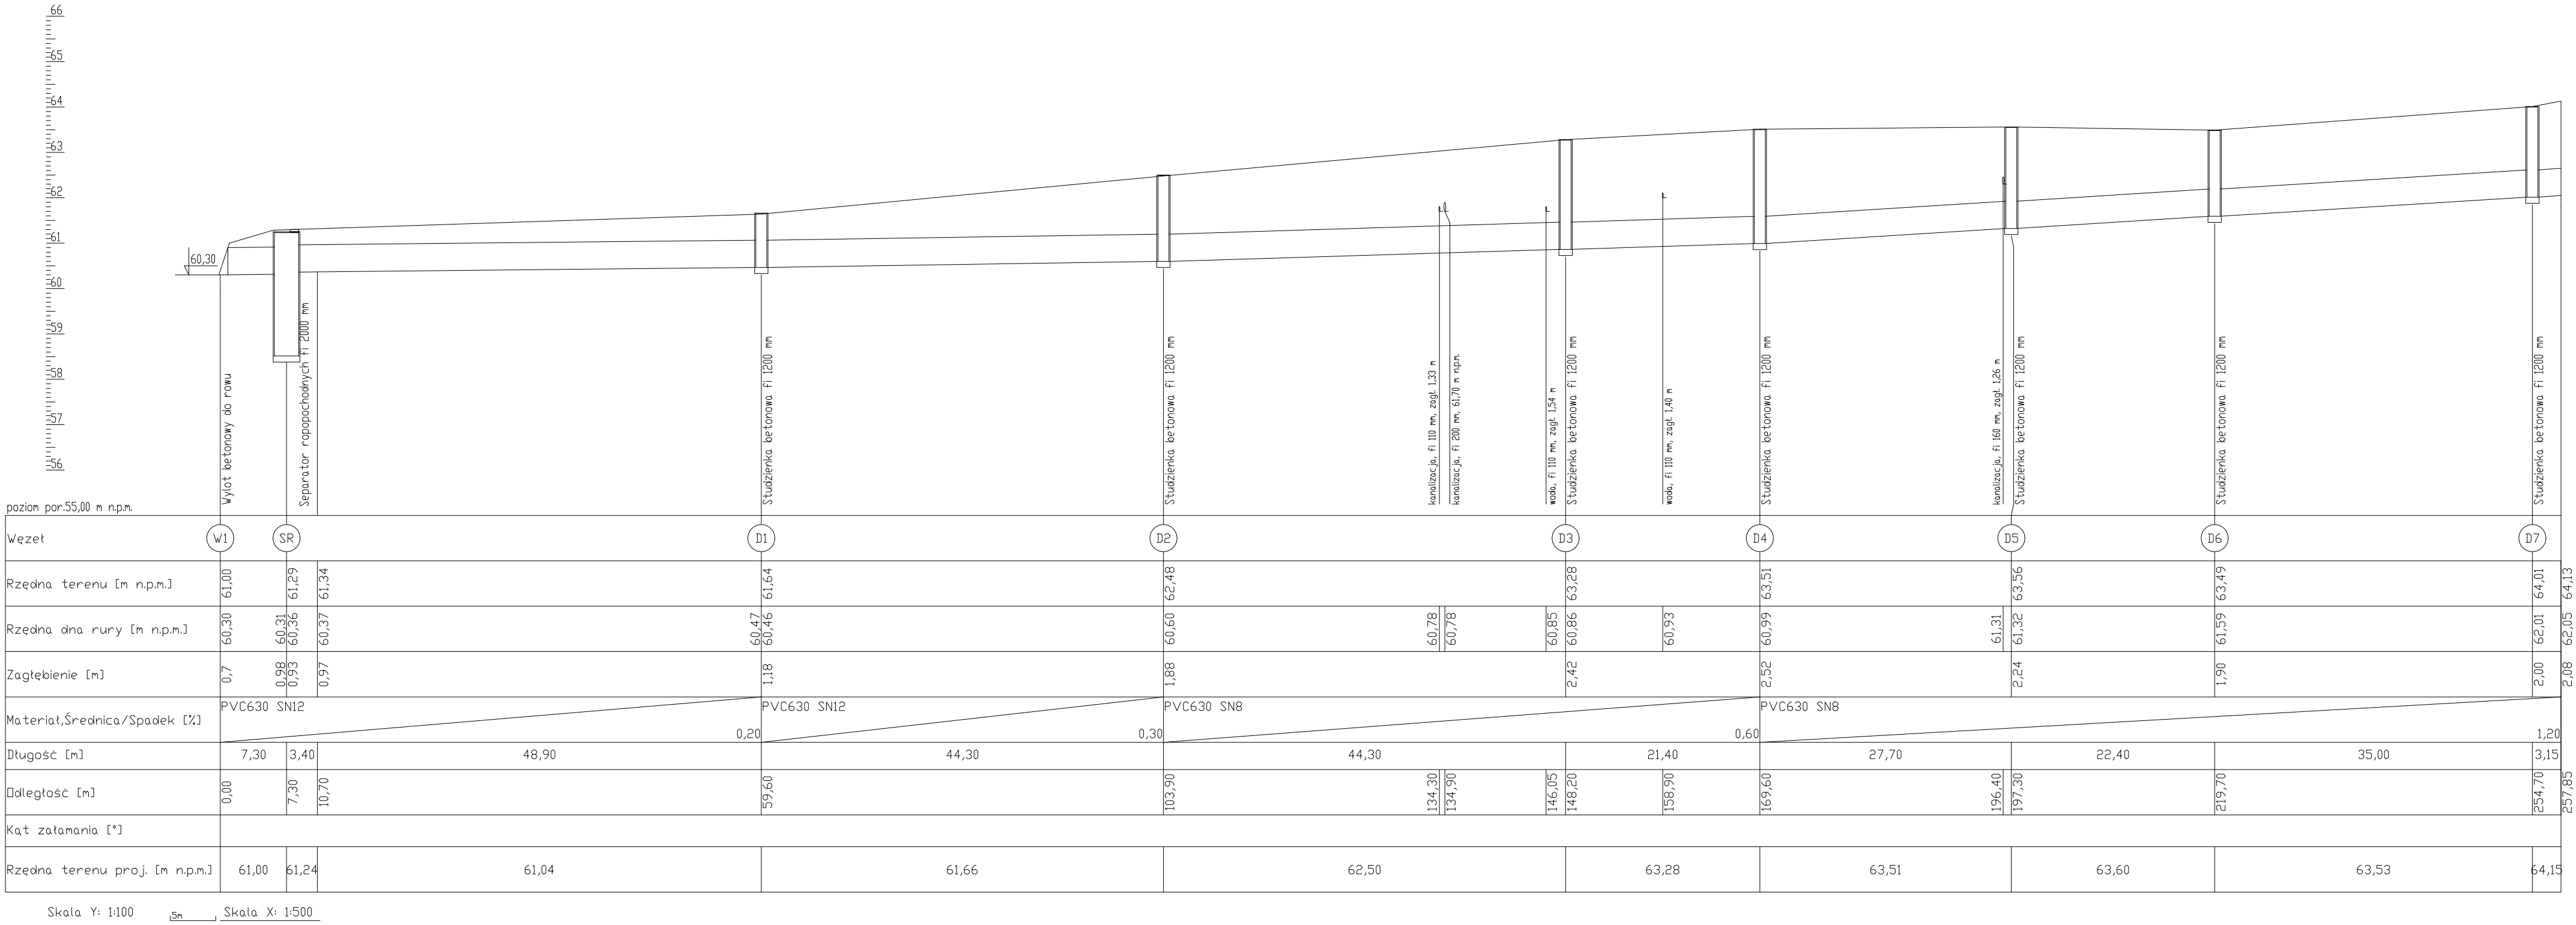 66
65
64
63
62
61
60
59
58
57
56
60,30
Wylot betonowy do rowu
Separator ropopochodnych fi 2000 mm
Studzienka betonowa fi 1200 mm
Studzienka betonowa fi 1200 mm
kanalizacja, fi 110 mm, zagł. 1,33 m
kanalizacja, fi 200 mm, 61,70 m n.p.m.
woda, fi 110 mm, zagł. 1,54 m
Studzienka betonowa fi 1200 mm
woda, fi 110 mm, zagł. 1,40 m
Studzienka betonowa fi 1200 mm
kanalizacja, fi 160 mm, zagł. 1,26 m
Studzienka betonowa fi 1200 mm
Studzienka betonowa fi 1200 mm
Studzienka betonowa fi 1200 mm
poziom por.55,00 m n.p.m.
Węzeł W1 SR D1 D2 D3 D4 D5 D6 D7
Rzędna terenu [m n.p.m.] 61,00 61,29 61,34 61,64 62,48 63,28 63,51 63,56 63,49 64,01 64,13
Rzędna dna rury [m n.p.m.] 60,30 60,31 60,36 60,37 60,47 60,46 60,60 60,78 60,78 60,85 60,86 60,93 60,99 61,31 61,32 61,59 62,01 62,05
Zagłębienie [m] 0,7 0,98 0,93 0,97 1,18 1,88 2,42 2,52 2,24 1,90 2,00 2,08
Materiał,Średnica/Spadek [%] PVC630 SN12 0,20 PVC630 SN12 0,30 PVC630 SN8 0,60 PVC630 SN8 1,20
Długość [m] 7,30 3,40 48,90 44,30 44,30 21,40 27,70 22,40 35,00 3,15
Odległość [m] 0,00 7,30 10,70 59,60 103,90 134,30 134,90 146,05 148,20 158,90 169,60 196,40 197,30 219,70 254,70 257,85
Kąt załamania [°]
Rzędna terenu proj. [m n.p.m.] 61,00 61,24 61,04 61,66 62,50 63,28 63,51 63,60 63,53 64,15
Skala Y: 1:100 5m Skala X: 1:500